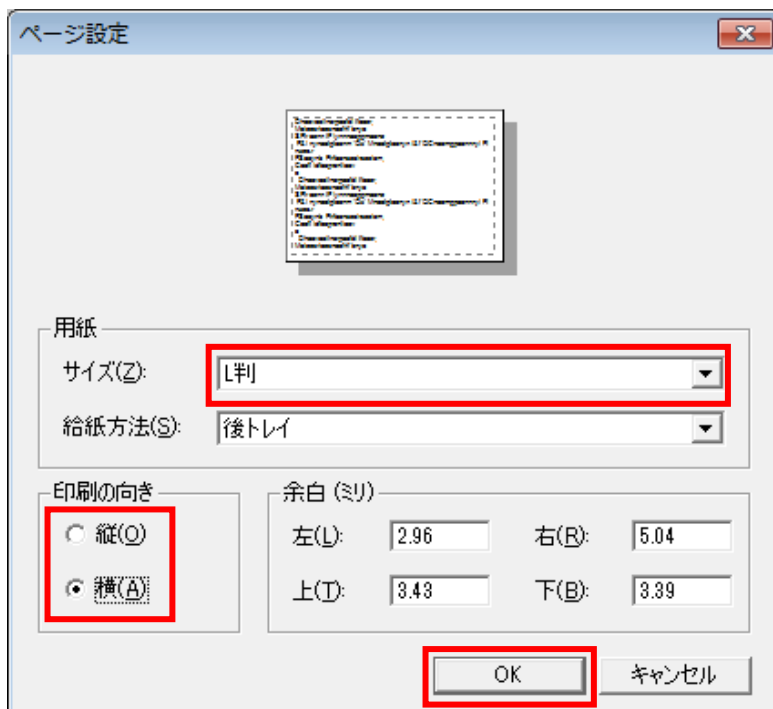 ページ設定
用紙
サイズ(Z):
L判
給紙方法(S):
後トレイ
印刷の向き
縦(O)
横(A)
余白 (ミリ)
左(L):
2.96
右(R):
5.04
上(T):
3.43
下(B):
3.39
OK
キャンセル